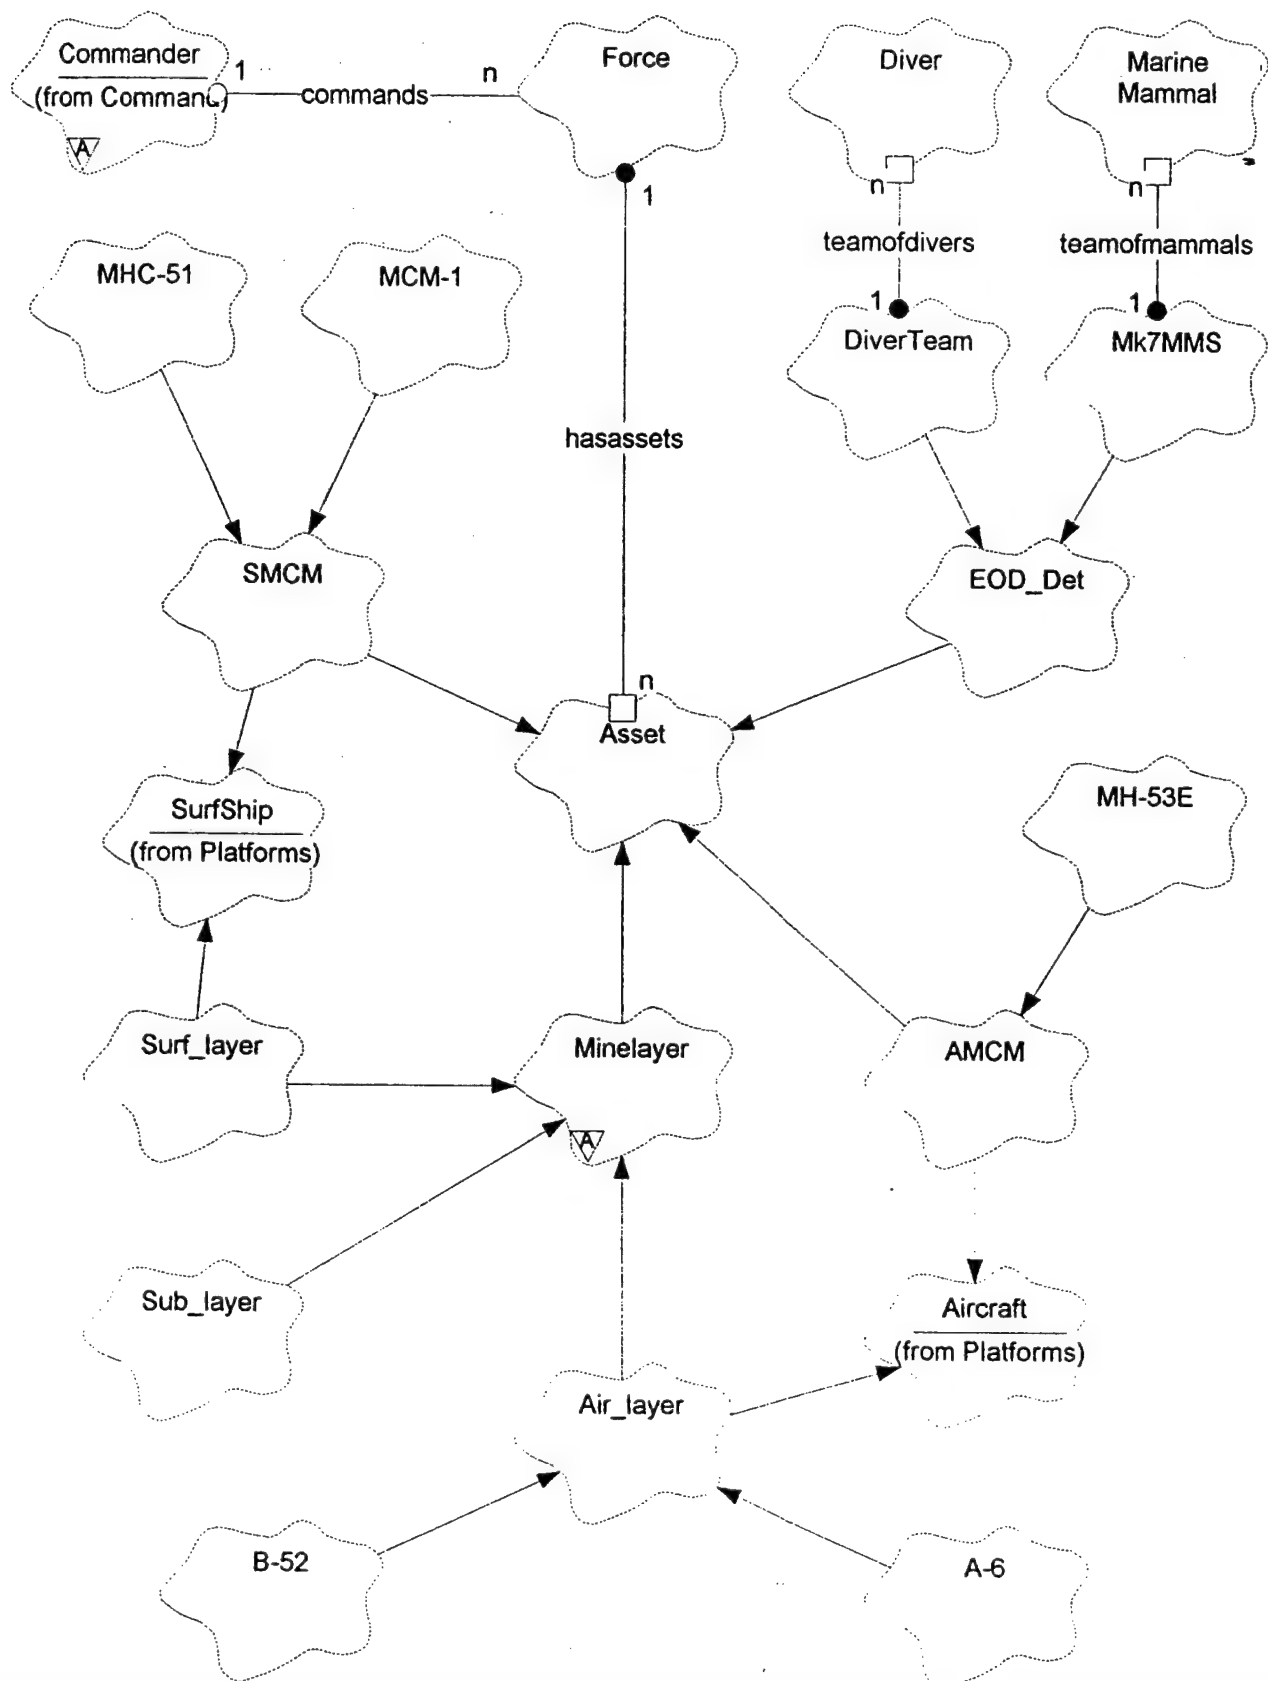 Commander
(from Command)
A
1
commands
n
Force
Diver
Marine
Mammal
1
n
n
teamofdivers
teamofmammals
MHC-51
MCM-1
1
1
DiverTeam
Mk7MMS
hasassets
SMCM
EOD_Det
n
Asset
SurfShip
(from Platforms)
MH-53E
Surf_layer
Minelayer
A
AMCM
Sub_layer
Aircraft
(from Platforms)
Air_layer
B-52
A-6